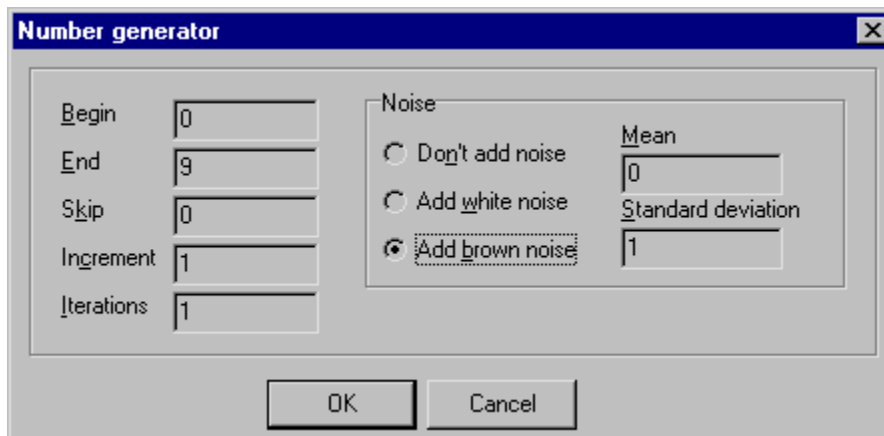 Number generator
Begin 0
End 9
Skip 0
Increment 1
Iterations 1
Noise
Don't add noise
Add white noise
Add brown noise
Mean
0
Standard deviation
1
OK
Cancel